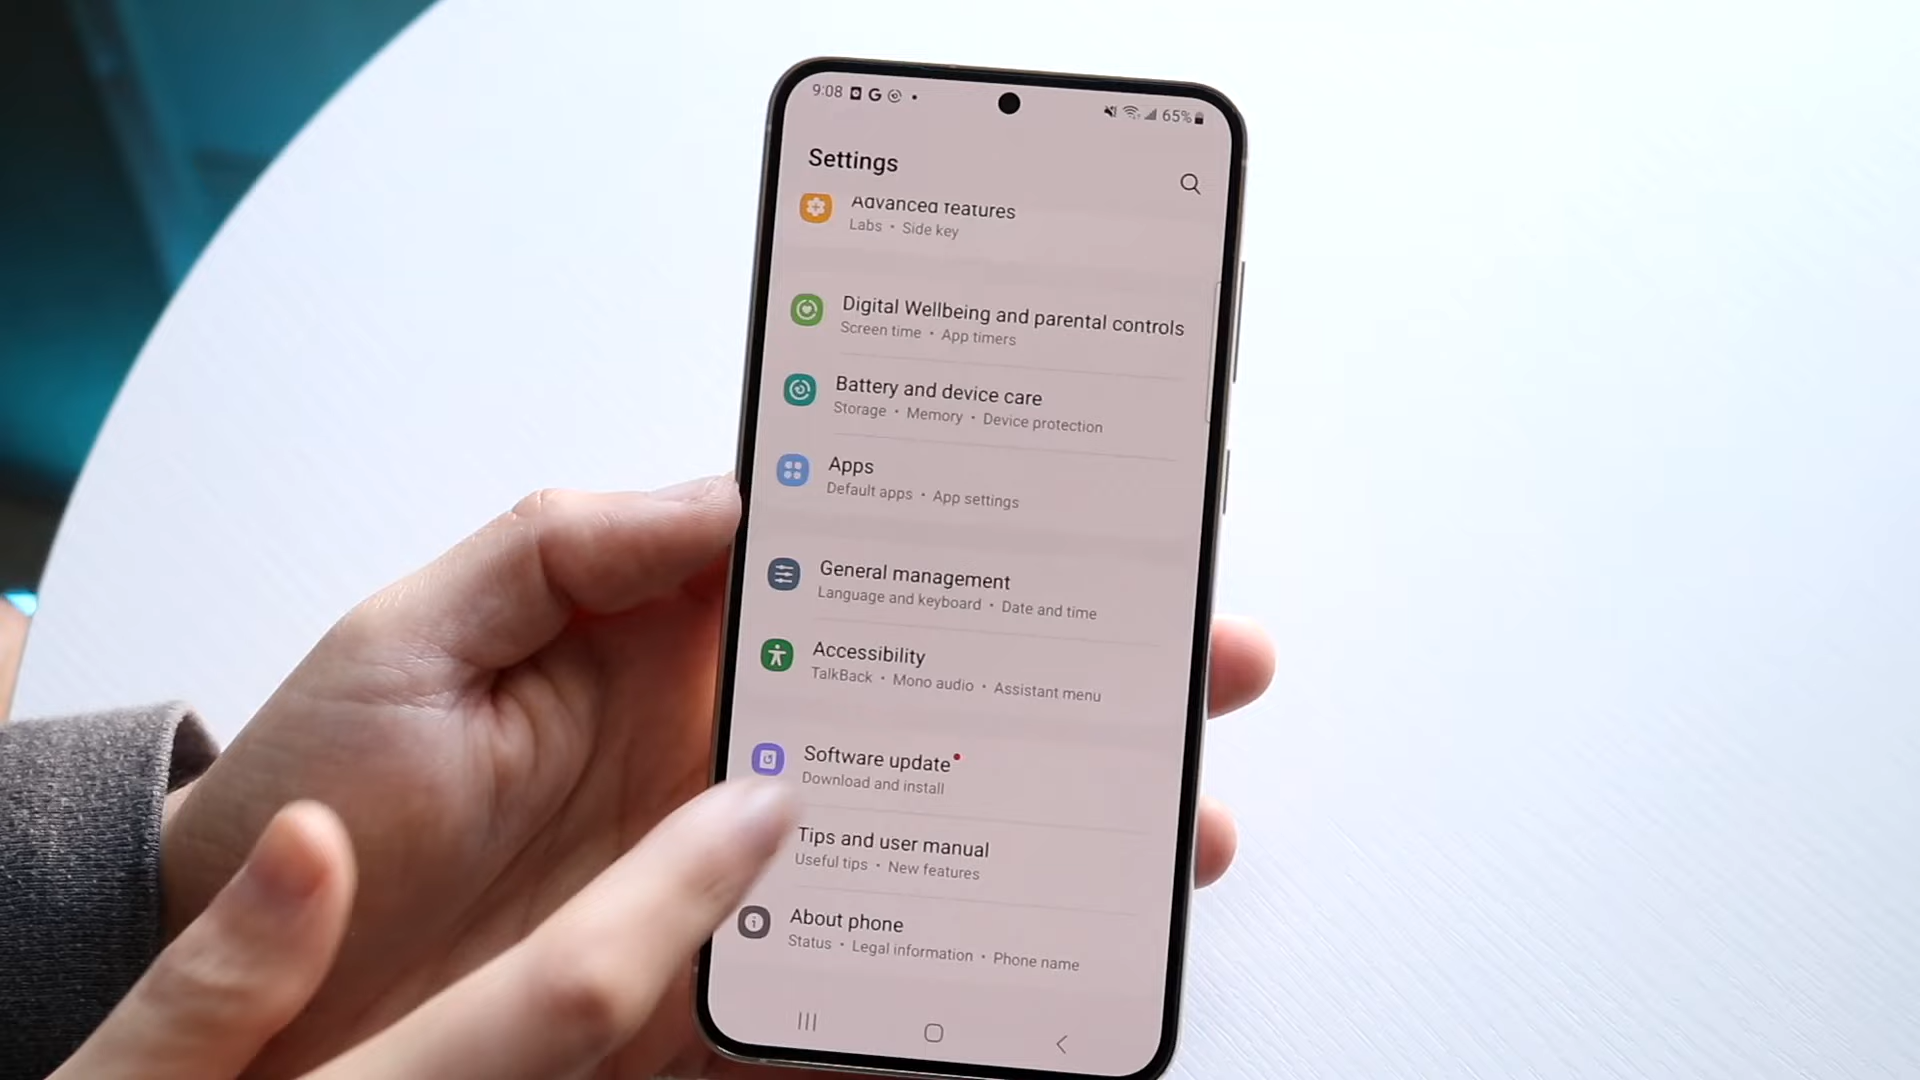 9:08 G 65%
Settings
Advanced features
Labs • Side key
Digital Wellbeing and parental controls
Screen time • App timers
Battery and device care
Storage • Memory • Device protection
Apps
Default apps • App settings
General management
Language and keyboard • Date and time
Accessibility
TalkBack • Mono audio • Assistant menu
Software update
Download and install
Tips and user manual
Useful tips • New features
About phone
Status • Legal information • Phone name